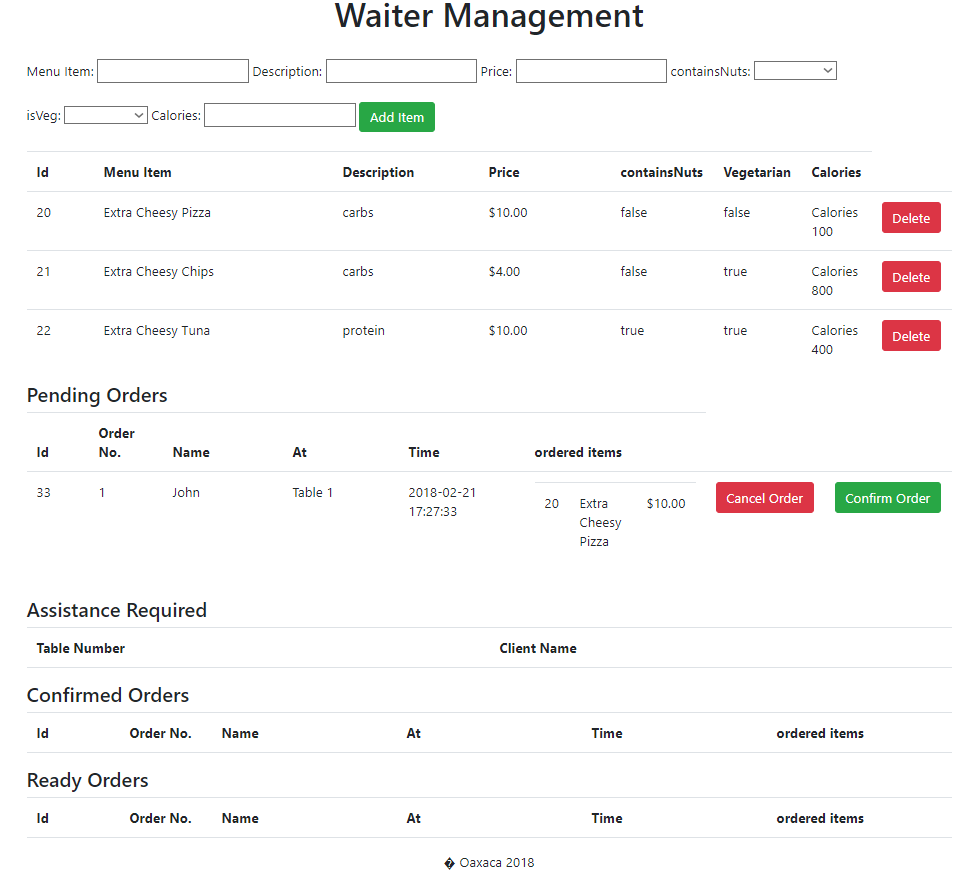 Waiter Management
Menu Item: Description: Price: containsNuts:
isVeg: Calories: Add Item
Id Menu Item Description Price containsNuts Vegetarian Calories
20 Extra Cheesy Pizza carbs $10.00 false false Calories 100 Delete
21 Extra Cheesy Chips carbs $4.00 false true Calories 800 Delete
22 Extra Cheesy Tuna protein $10.00 true true Calories 400 Delete
Pending Orders
Id Order No. Name At Time ordered items
33 1 John Table 1 2018-02-21 17:27:33 20 Extra Cheesy Pizza $10.00 Cancel Order Confirm Order
Assistance Required
Table Number Client Name
Confirmed Orders
Id Order No. Name At Time ordered items
Ready Orders
Id Order No. Name At Time ordered items
� Oaxaca 2018